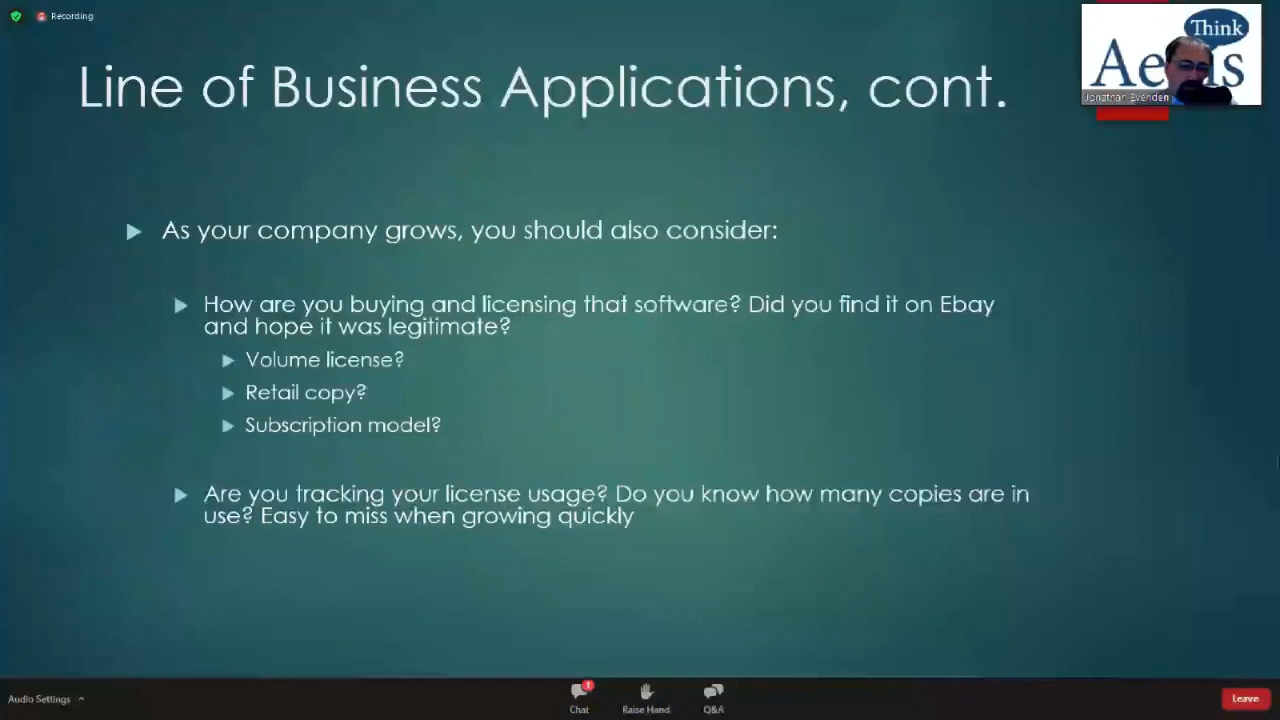 Recording
Think
Line of Business Applications, cont.
Jonathan Evenden
As your company grows, you should also consider:
How are you buying and licensing that software? Did you find it on Ebay
and hope it was legitimate?
Volume license?
Retail copy?
Subscription model?
Are you tracking your license usage? Do you know how many copies are in
use? Easy to miss when growing quickly
Audio Settings
1
Chat
Raise Hand
Q&A
Leave